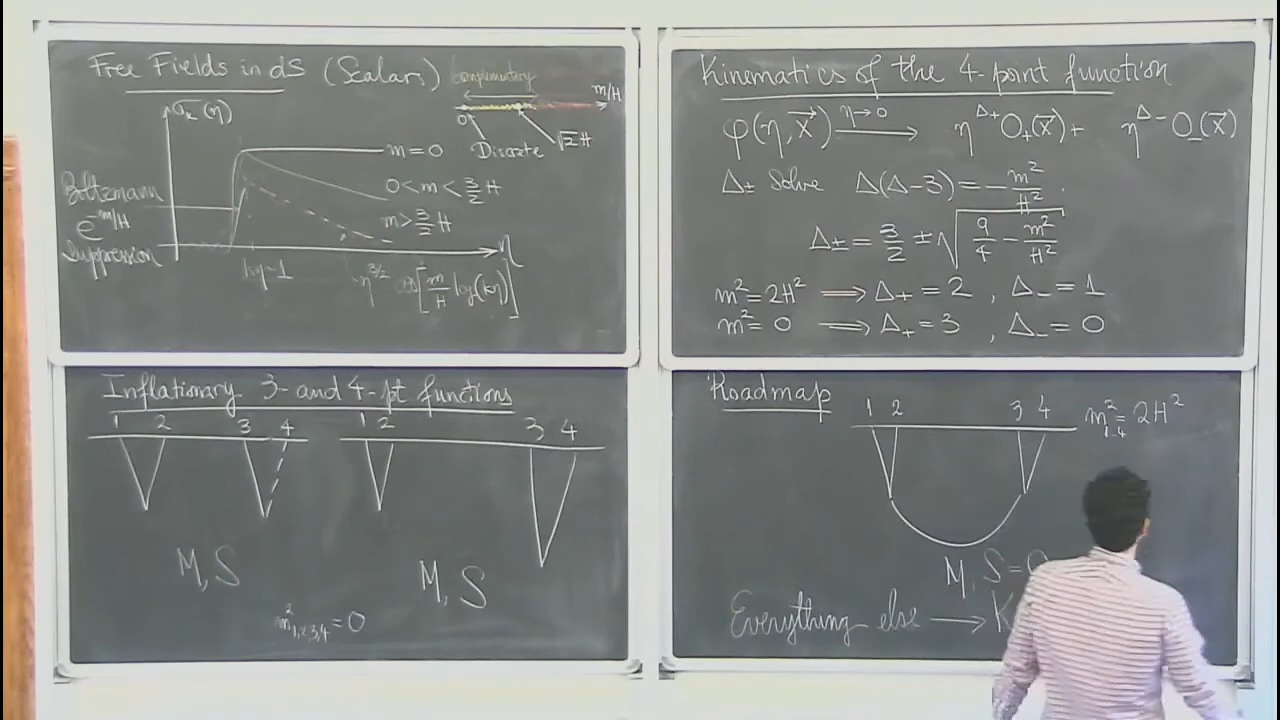 Free Fields in dS (Scalars)
Complementary
m/H
0
Discrete
√2H
σₖ(η)
m=0
0<m<3/2 H
m>3/2 H
Boltzmann
e^-m/H
Suppression
η
kη~1
~η^3/2 cos[m/H log(kη)]
Kinematics of the 4-point function
φ(η,x⃗) η→0 → η^Δ+ O₊(x⃗) + η^Δ- O₋(x⃗)
Δ± solve Δ(Δ-3) = -m²/H².
Δ± = 3/2 ± √(9/4 - m²/H²)
m²=2H² ⟹ Δ₊=2, Δ₋=1
m²=0 ⟹ Δ₊=3, Δ₋=0
Inflationary 3- and 4-pt functions
1 2 3 4
1 2 3 4
M, S
M, S
m²1,2,3,4=0
Roadmap
1 2 3 4
m²1-4=2H²
M, S=
Everything else →